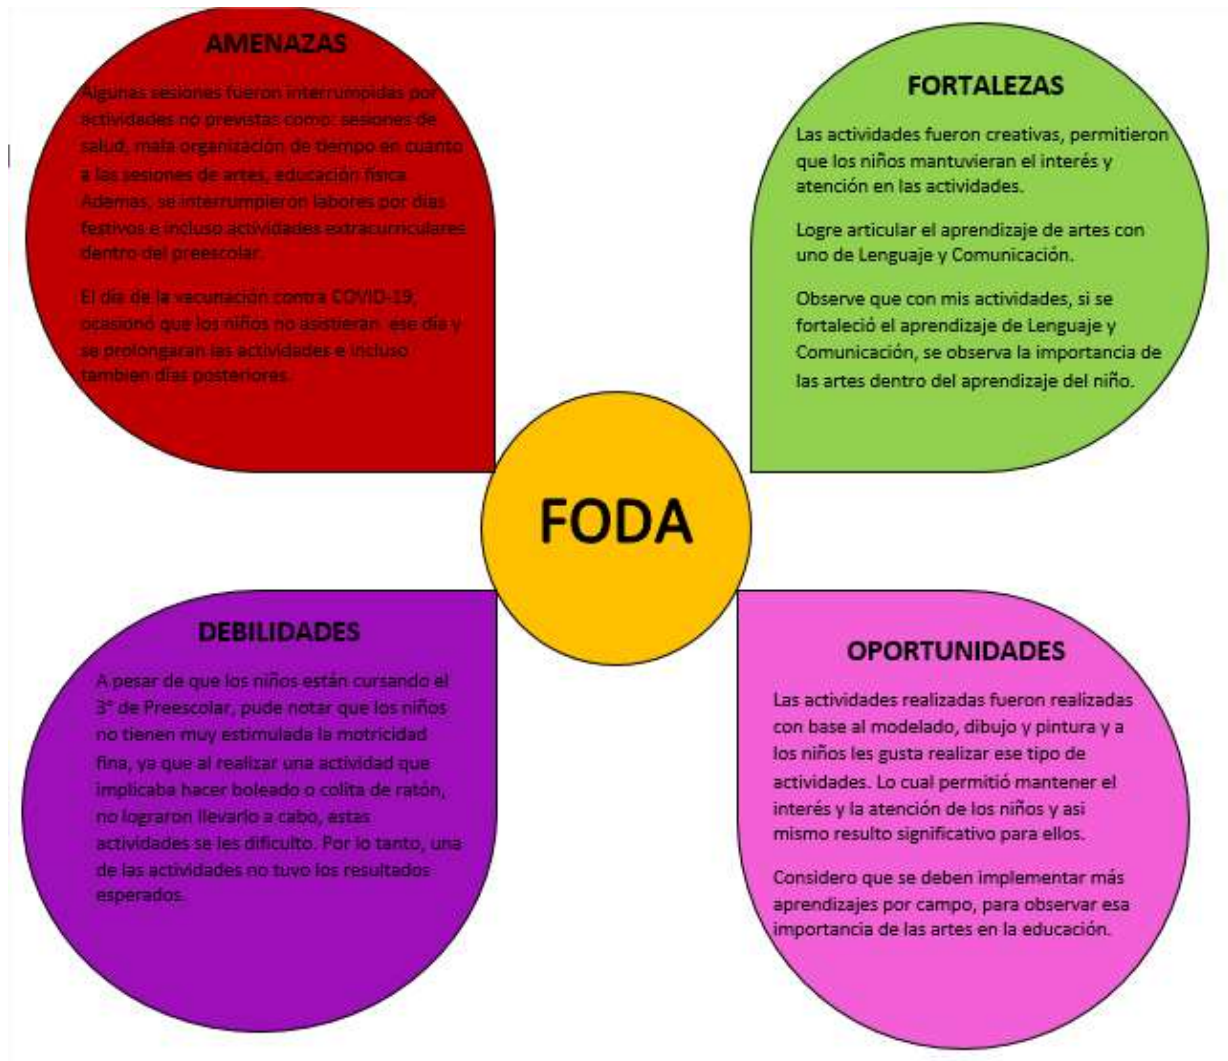 AMENAZAS
Algunas sesiones fueron interrumpidas por
actividades no previstas como: sesiones de
salud, mala organización de tiempo en cuanto
a las sesiones de artes, educación física.
Ademas, se interrumpieron labores por días
festivos e incluso actividades extracurriculares
dentro del preescolar.
El día de la vacunación contra COVID-19,
ocasionó que los niños no asistieran ese día y
se prolongaran las actividades e incluso
tambien días posteriores.
FORTALEZAS
Las actividades fueron creativas, permitieron
que los niños mantuvieran el interés y
atención en las actividades.
Logre articular el aprendizaje de artes con
uno de Lenguaje y Comunicación.
Observe que con mis actividades, si se
fortaleció el aprendizaje de Lenguaje y
Comunicación, se observa la importancia de
las artes dentro del aprendizaje del niño.
FODA
DEBILIDADES
A pesar de que los niños están cursando el
3° de Preescolar, pude notar que los niños
no tienen muy estimulada la motricidad
fina, ya que al realizar una actividad que
implicaba hacer boleado o colita de ratón,
no lograron llevarlo a cabo, estas
actividades se les dificulto. Por lo tanto, una
de las actividades no tuvo los resultados
esperados.
OPORTUNIDADES
Las actividades realizadas fueron realizadas
con base al modelado, dibujo y pintura y a
los niños les gusta realizar ese tipo de
actividades. Lo cual permitió mantener el
interés y la atención de los niños y asi
mismo resulto significativo para ellos.
Considero que se deben implementar más
aprendizajes por campo, para observar esa
importancia de las artes en la educación.